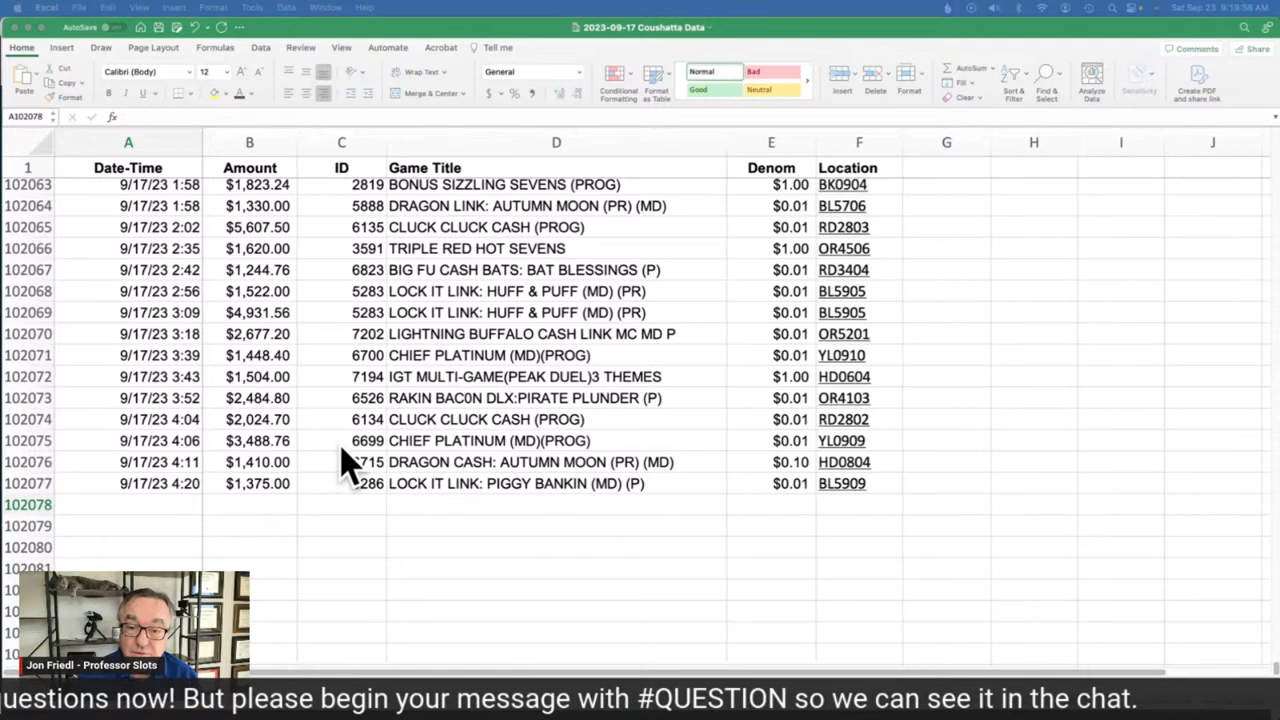 Excel File Edit View Insert Format Tools Data Window Help Sat Sep 23 9:19:58 AM
AutoSave 2023-09-17 Coushatta Data
Home Insert Draw Page Layout Formulas Data Review View Automate Acrobat Tell me Comments Share
Paste Cut Copy Format Calibri (Body) 12 Wrap Text Merge & Center General Conditional Formatting Format as Table Normal Bad Good Neutral Insert Delete Format AutoSum Fill Clear Sort & Filter Find & Select Analyze Data Sensitivity Create PDF and share link
A102078 fx
A B C D E F G H I J
1 Date-Time Amount ID Game Title Denom Location
102063 9/17/23 1:58 $1,823.24 2819 BONUS SIZZLING SEVENS (PROG) $1.00 BK0904
102064 9/17/23 1:58 $1,330.00 5888 DRAGON LINK: AUTUMN MOON (PR) (MD) $0.01 BL5706
102065 9/17/23 2:02 $5,607.50 6135 CLUCK CLUCK CASH (PROG) $0.01 RD2803
102066 9/17/23 2:35 $1,620.00 3591 TRIPLE RED HOT SEVENS $1.00 OR4506
102067 9/17/23 2:42 $1,244.76 6823 BIG FU CASH BATS: BAT BLESSINGS (P) $0.01 RD3404
102068 9/17/23 2:56 $1,522.00 5283 LOCK IT LINK: HUFF & PUFF (MD) (PR) $0.01 BL5905
102069 9/17/23 3:09 $4,931.56 5283 LOCK IT LINK: HUFF & PUFF (MD) (PR) $0.01 BL5905
102070 9/17/23 3:18 $2,677.20 7202 LIGHTNING BUFFALO CASH LINK MC MD P $0.01 OR5201
102071 9/17/23 3:39 $1,448.40 6700 CHIEF PLATINUM (MD)(PROG) $0.01 YL0910
102072 9/17/23 3:43 $1,504.00 7194 IGT MULTI-GAME(PEAK DUEL)3 THEMES $1.00 HD0604
102073 9/17/23 3:52 $2,484.80 6526 RAKIN BAC0N DLX:PIRATE PLUNDER (P) $0.01 OR4103
102074 9/17/23 4:04 $2,024.70 6134 CLUCK CLUCK CASH (PROG) $0.01 RD2802
102075 9/17/23 4:06 $3,488.76 6699 CHIEF PLATINUM (MD)(PROG) $0.01 YL0909
102076 9/17/23 4:11 $1,410.00 715 DRAGON CASH: AUTUMN MOON (PR) (MD) $0.10 HD0804
102077 9/17/23 4:20 $1,375.00 286 LOCK IT LINK: PIGGY BANKIN (MD) (P) $0.01 BL5909
102078
102079
102080
102081
Jon Friedl - Professor Slots
questions now! But please begin your message with #QUESTION so we can see it in the chat.